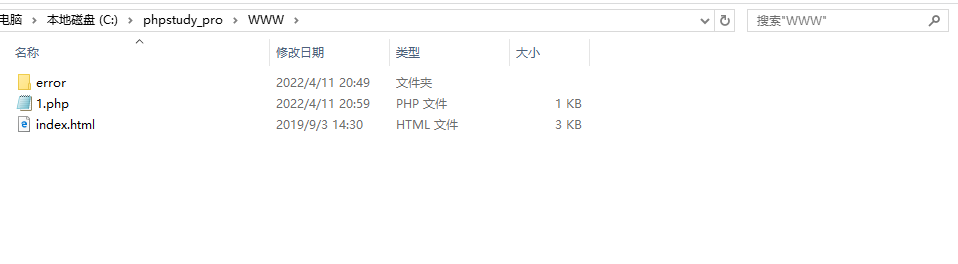 电脑 › 本地磁盘 (C:) › phpstudy_pro › WWW › 搜索"WWW"
名称 修改日期 类型 大小
error 2022/4/11 20:49 文件夹
1.php 2022/4/11 20:59 PHP 文件 1 KB
index.html 2019/9/3 14:30 HTML 文件 3 KB